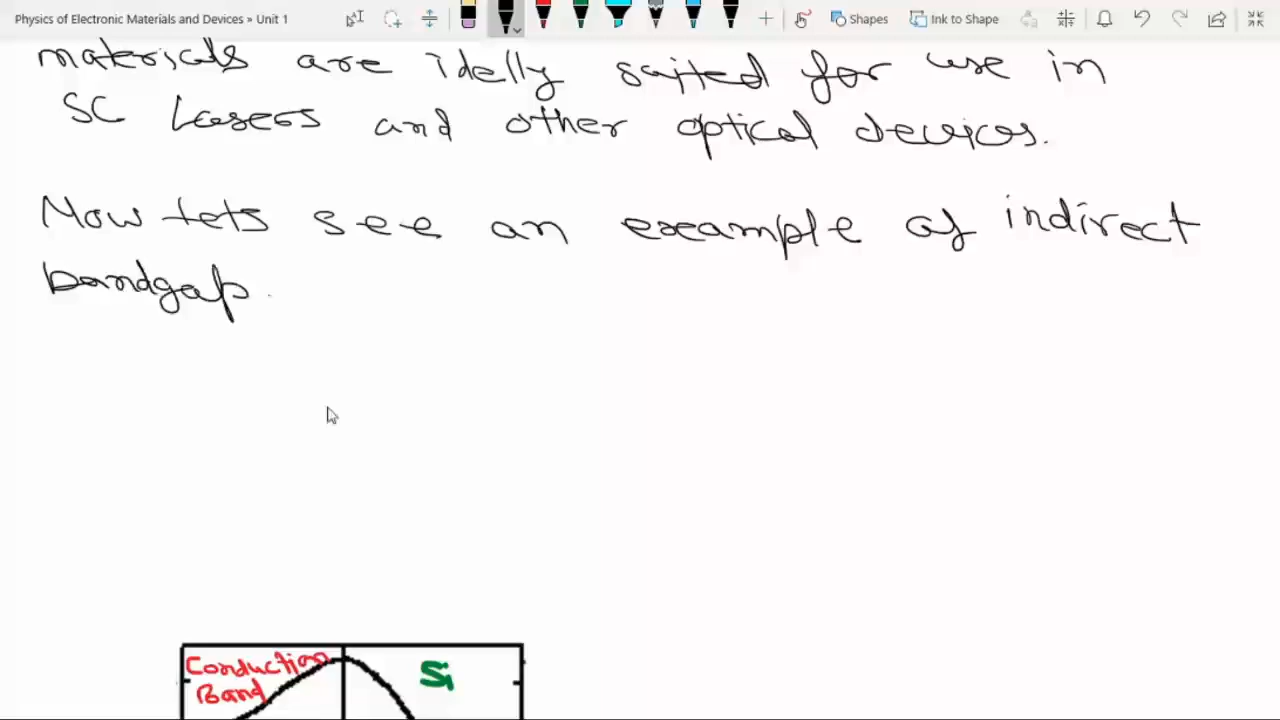 Physics of Electronic Materials and Devices » Unit 1
Shapes
Ink to Shape
materials are idelly suited for use in
SC Lasers and other optical devices.
Now lets see an example of indirect
bandgap.
Conduction
Band
Si